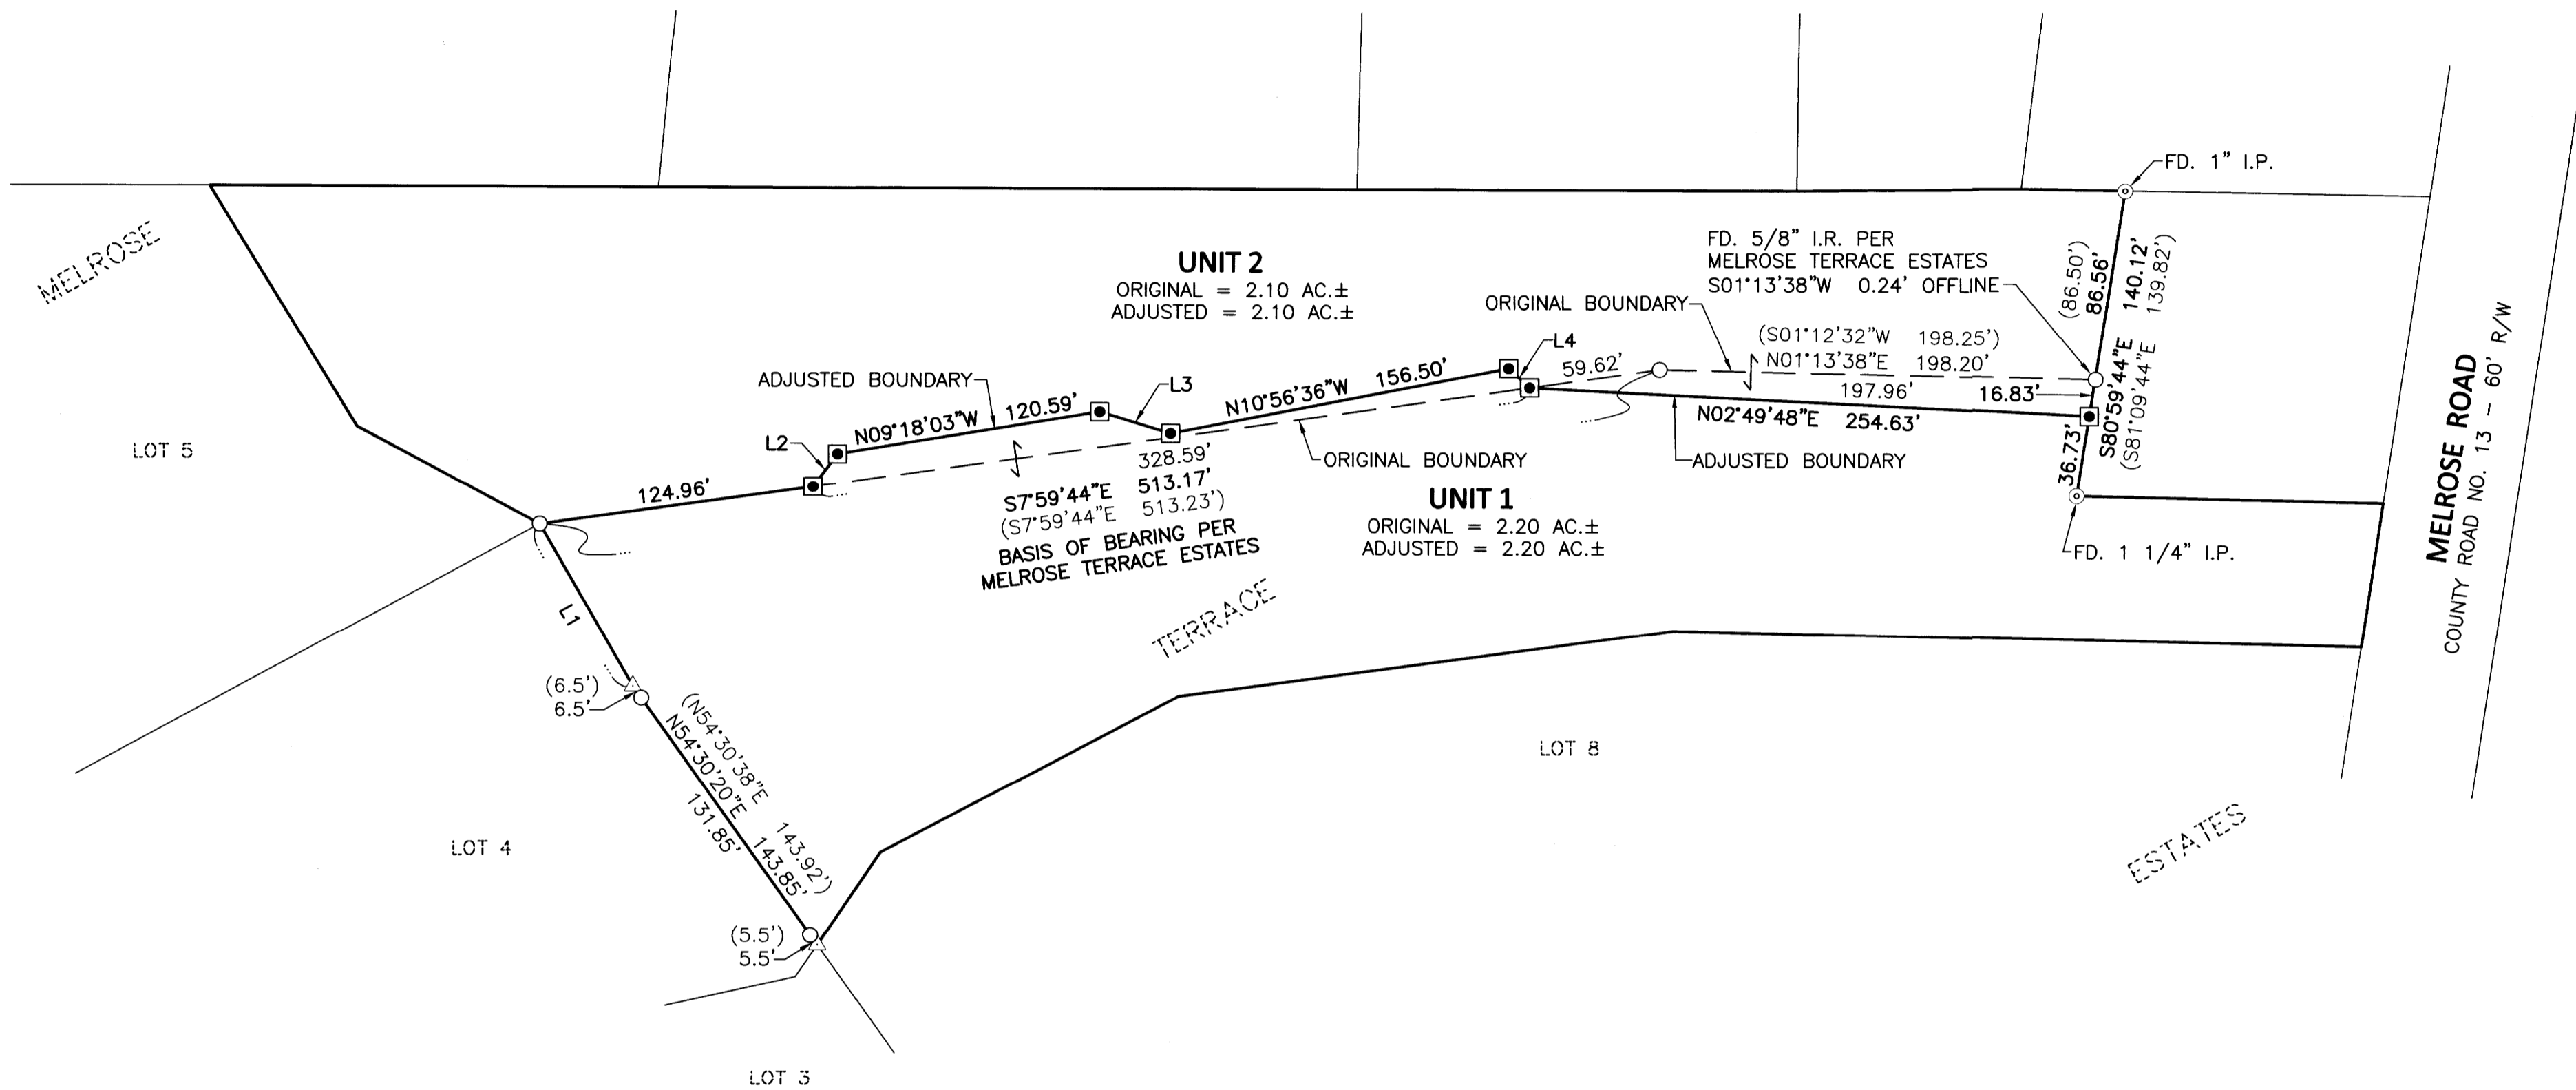 FD. 1" I.P.
MELROSE
UNIT 2
ORIGINAL = 2.10 AC.±
ADJUSTED = 2.10 AC.±
FD. 5/8" I.R. PER
MELROSE TERRACE ESTATES
S01°13'38"W 0.24' OFFLINE
(86.50')
86.56'
S80°59'44"E 140.12'
(S81°09'44"E 139.82')
ORIGINAL BOUNDARY
(S01°12'32"W 198.25')
N01°13'38"E 198.20'
197.96'
16.83'
L4
59.62'
ADJUSTED BOUNDARY
L3
N10°56'36"W 156.50'
N09°18'03"W 120.59'
L2
N02°49'48"E 254.63'
36.73'
LOT 5
328.59'
S7°59'44"E 513.17'
(S7°59'44"E 513.23')
BASIS OF BEARING PER
MELROSE TERRACE ESTATES
ORIGINAL BOUNDARY
ADJUSTED BOUNDARY
124.96'
UNIT 1
ORIGINAL = 2.20 AC.±
ADJUSTED = 2.20 AC.±
MELROSE ROAD
COUNTY ROAD NO. 13 - 60' R/W
FD. 1 1/4" I.P.
L1
TERRACE
(6.5')
6.5'
(N54°30'38"E 143.92')
N54°30'20"E 143.85'
131.85'
LOT 8
LOT 4
ESTATES
(5.5')
5.5'
LOT 3